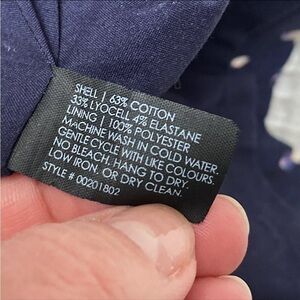 SHELL | 63% COTTON
33% LYOCELL 4% ELASTANE
LINING | 100% POLYESTER
MACHINE WASH IN COLD WATER.
GENTLE CYCLE WITH LIKE COLOURS.
NO BLEACH. HANG TO DRY.
LOW IRON, OR DRY CLEAN.
STYLE # 00201802